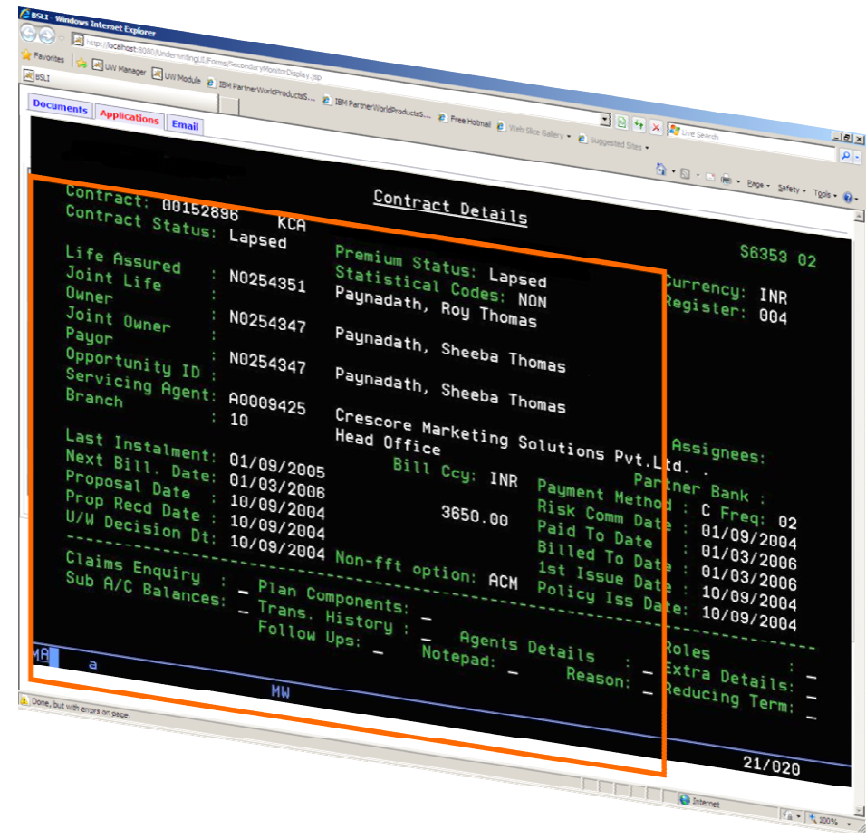 BSLI - Windows Internet Explorer
http://localhost:8080/Underwriting/JForms/SecondaryMonitorDisplay.jsp
Live Search
Favorites UW Manager UW Module IBM PartnerWorldProductsS... IBM PartnerWorldProductsS... Free Hotmail Web Slice Gallery Suggested Sites
BSLI
Page Safety Tools
Documents Applications Email
Contract Details
S6353 02
Contract: 00152896 KCA
Contract Status: Lapsed Premium Status: Lapsed Currency: INR
Statistical Codes: NON Register: 004
Life Assured : N0254351 Paynadath, Roy Thomas
Joint Life :
Owner : N0254347 Paynadath, Sheeba Thomas
Joint Owner :
Payor : N0254347 Paynadath, Sheeba Thomas
Opportunity ID :
Servicing Agent: A0009425 Crescore Marketing Solutions Pvt.Ltd. . Assignees:
Branch : 10 Head Office Partner Bank :
Last Instalment: 01/09/2005 Bill Ccy: INR Payment Method : C Freq: 02
Next Bill. Date: 01/03/2006 Risk Comm Date : 01/09/2004
Proposal Date : 10/09/2004 3650.00 Paid To Date : 01/03/2006
Prop Recd Date : 10/09/2004 Billed To Date : 01/03/2006
U/W Decision Dt: 10/09/2004 Non-fft option: ACM 1st Issue Date : 10/09/2004
Policy Iss Date: 10/09/2004
Claims Enquiry : _ Plan Components: _ Agents Details : _ Roles : _
Sub A/C Balances: _ Trans. History : _ Extra Details: _
Follow Ups: _ Notepad: _ Reason: _ Reducing Term: _
MA a
MW
21/020
Done, but with errors on page.
Internet 100%